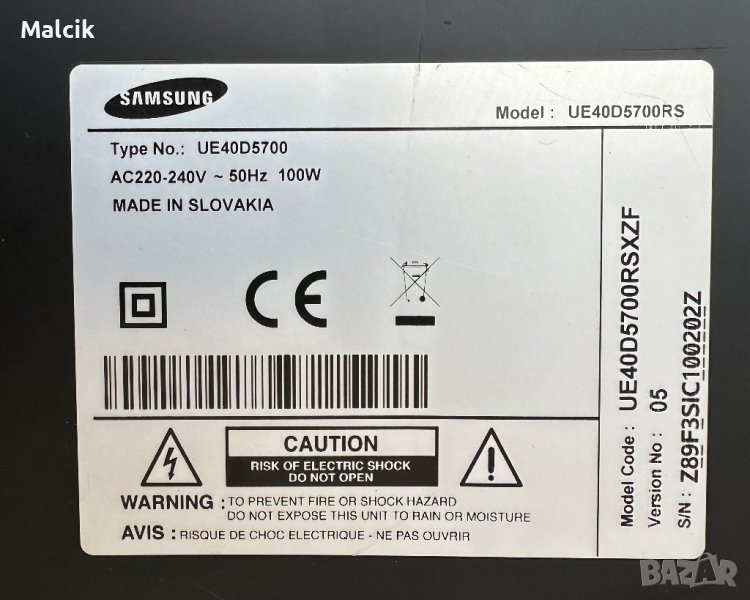 Malcik
SAMSUNG
Model : UE40D5700RS
Type No.: UE40D5700
AC220-240V ~ 50Hz 100W
MADE IN SLOVAKIA
CE
CAUTION
RISK OF ELECTRIC SHOCK
DO NOT OPEN
WARNING : TO PREVENT FIRE OR SHOCK HAZARD
DO NOT EXPOSE THIS UNIT TO RAIN OR MOISTURE
AVIS : RISQUE DE CHOC ELECTRIQUE - NE PAS OUVRIR
Model Code : UE40D5700RSXZF
Version No : 05
S/N : Z89F3SIC100202Z
BAZAR